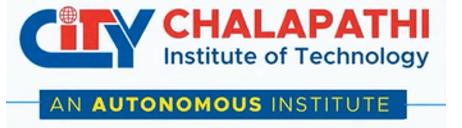 CITY CHALAPATHI
Institute of Technology
AN AUTONOMOUS INSTITUTE